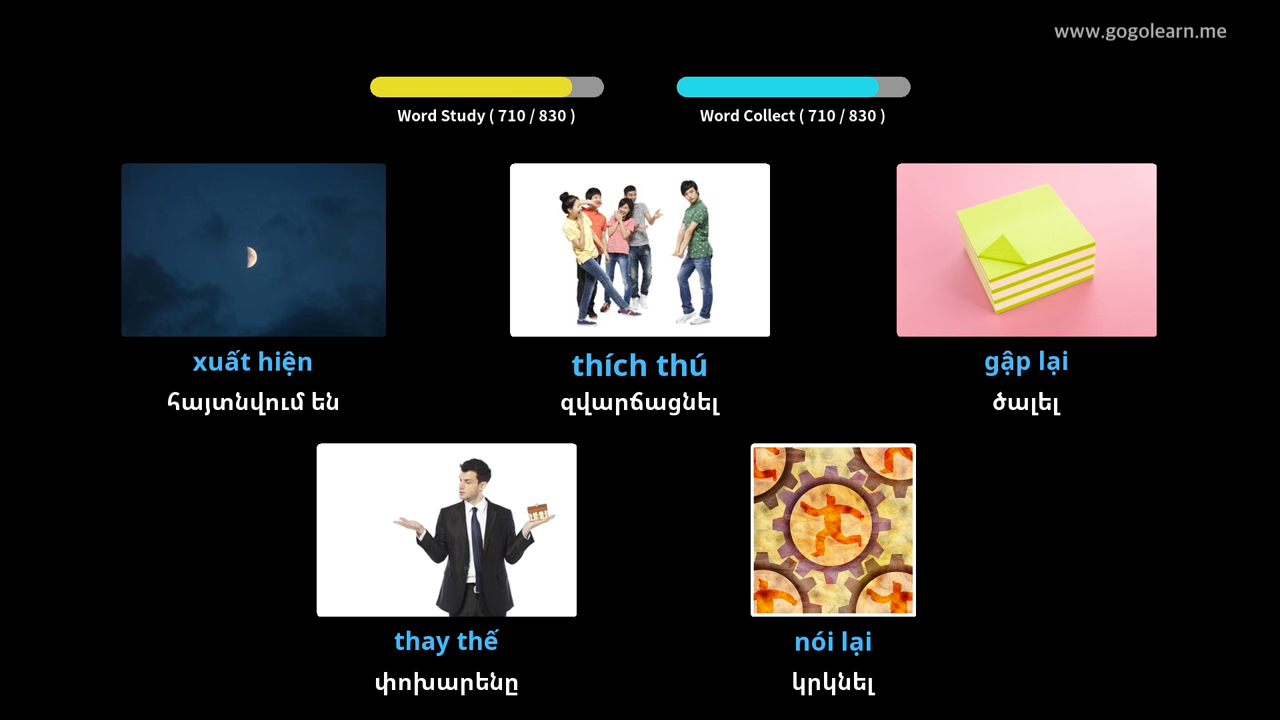 www.gogolearn.me
Word Study ( 710 / 830 )
Word Collect ( 710 / 830 )
xuất hiện
հայտնվում են
thích thú
զվարճացնել
gập lại
ծալել
thay thế
փոխարենը
nói lại
կրկնել